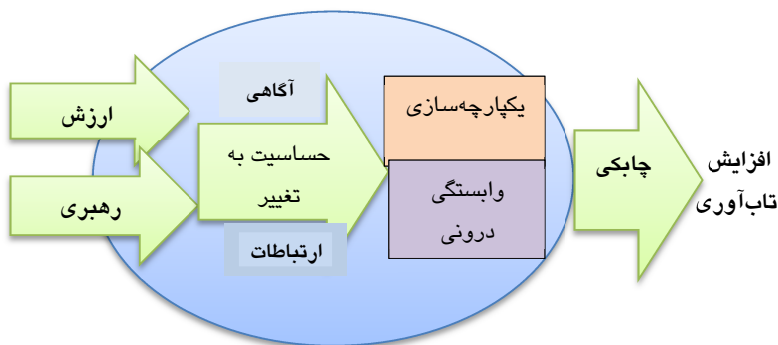 ارزش
رهبری
آگاهی
حساسیت به
تغییر
ارتباطات
یکپارچه‌سازی
وابستگی
درونی
چابکی
افزایش
تاب‌آوری